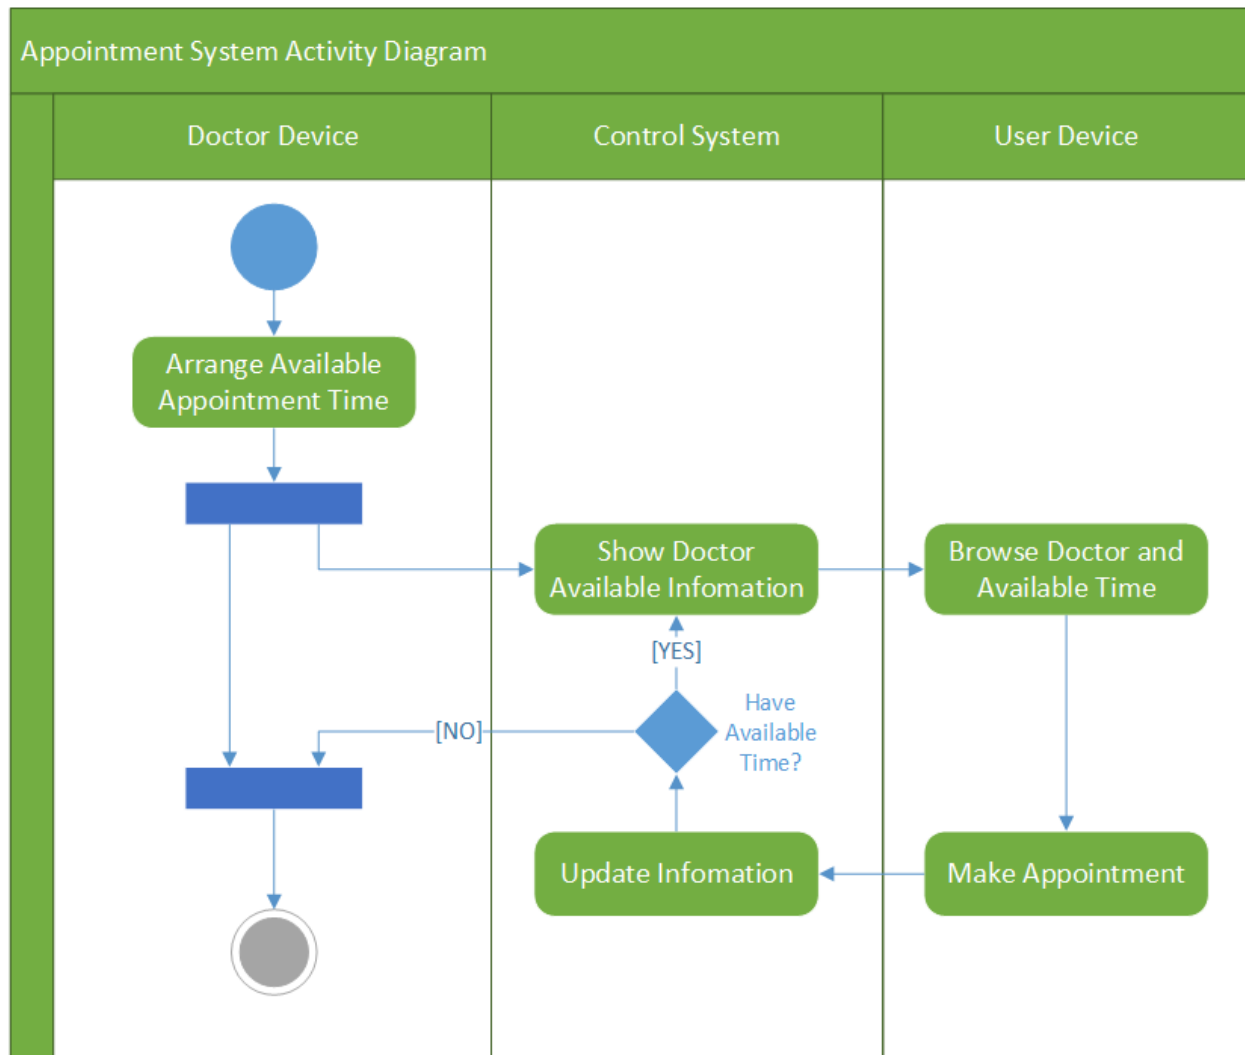 Appointment System Activity Diagram
Doctor Device
Control System
User Device
Arrange Available
Appointment Time
Show Doctor
Available Infomation
Browse Doctor and
Available Time
[YES]
Have
Available
Time?
[NO]
Update Infomation
Make Appointment